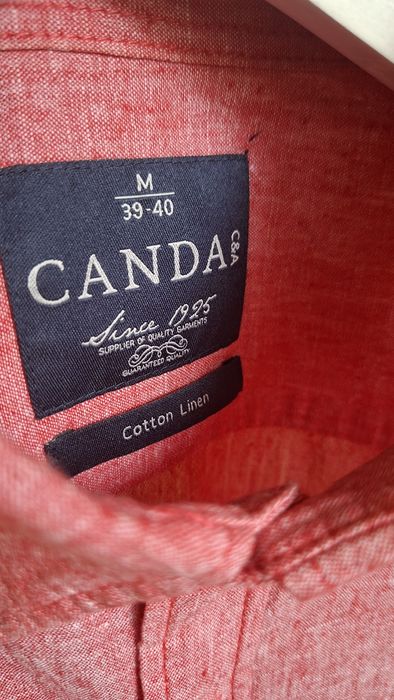 M
39-40
CANDA C&A
Since 1925
SUPPLIER OF QUALITY GARMENTS
GUARANTEED QUALITY
Cotton Linen